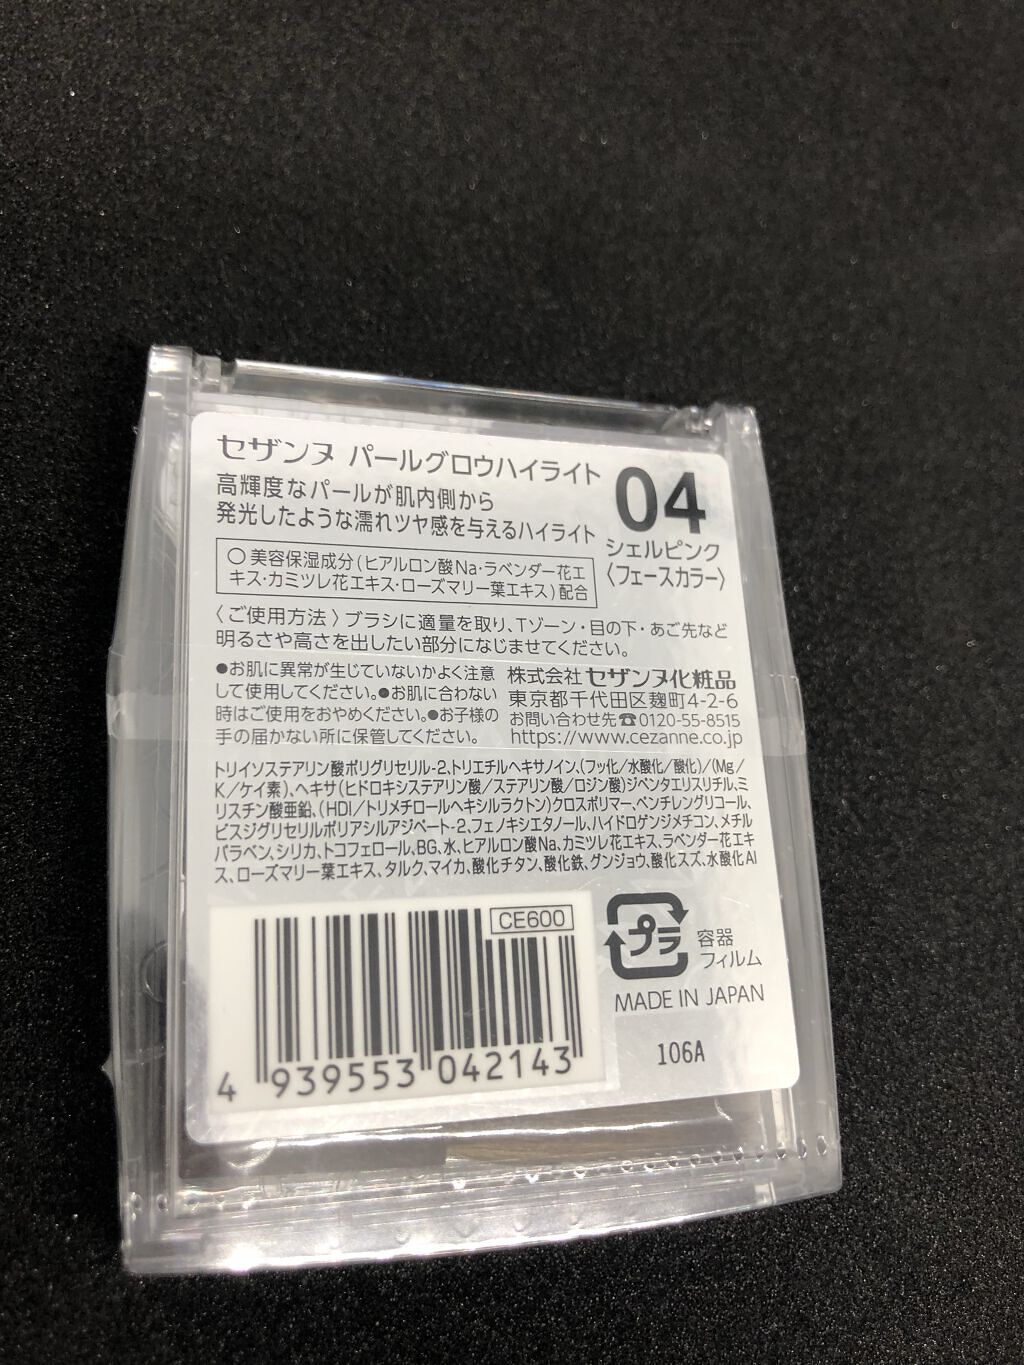 セザンヌ パールグロウハイライト
高輝度なパールが肌内側から
発光したような濡れツヤ感を与えるハイライト
04
シェルピンク
〈フェースカラー〉
○美容保湿成分(ヒアルロン酸Na・ラベンダー花エ
キス・カミツレ花エキス・ローズマリー葉エキス)配合
〈ご使用方法〉ブラシに適量を取り、Tゾーン・目の下・あご先など
明るさや高さを出したい部分になじませてください。
●お肌に異常が生じていないかよく注意
して使用してください。●お肌に合わない
時はご使用をおやめください。●お子様の
手の届かない所に保管してください。
株式会社セザンヌ化粧品
東京都千代田区麹町4-2-6
お問い合わせ先☎0120-55-8515
https://www.cezanne.co.jp
トリイソステアリン酸ポリグリセリル-2、トリエチルヘキサノイン、(フッ化/水酸化/酸化)/(Mg/
K/ケイ素)、ヘキサ(ヒドロキシステアリン酸/ステアリン酸/ロジン酸)ジペンタエリスリチル、ミ
リスチン酸亜鉛、(HDI/トリメチロールヘキシルラクトン)クロスポリマー、ペンチレングリコール、
ビスジグリセリルポリアシルアジペート-2、フェノキシエタノール、ハイドロゲンジメチコン、メチル
パラベン、シリカ、トコフェロール、BG、水、ヒアルロン酸Na、カミツレ花エキス、ラベンダー花エキ
ス、ローズマリー葉エキス、タルク、マイカ、酸化チタン、酸化鉄、グンジョウ、酸化スズ、水酸化Al
CE600
4 939553 042143
プラ
容器
フィルム
MADE IN JAPAN
106A